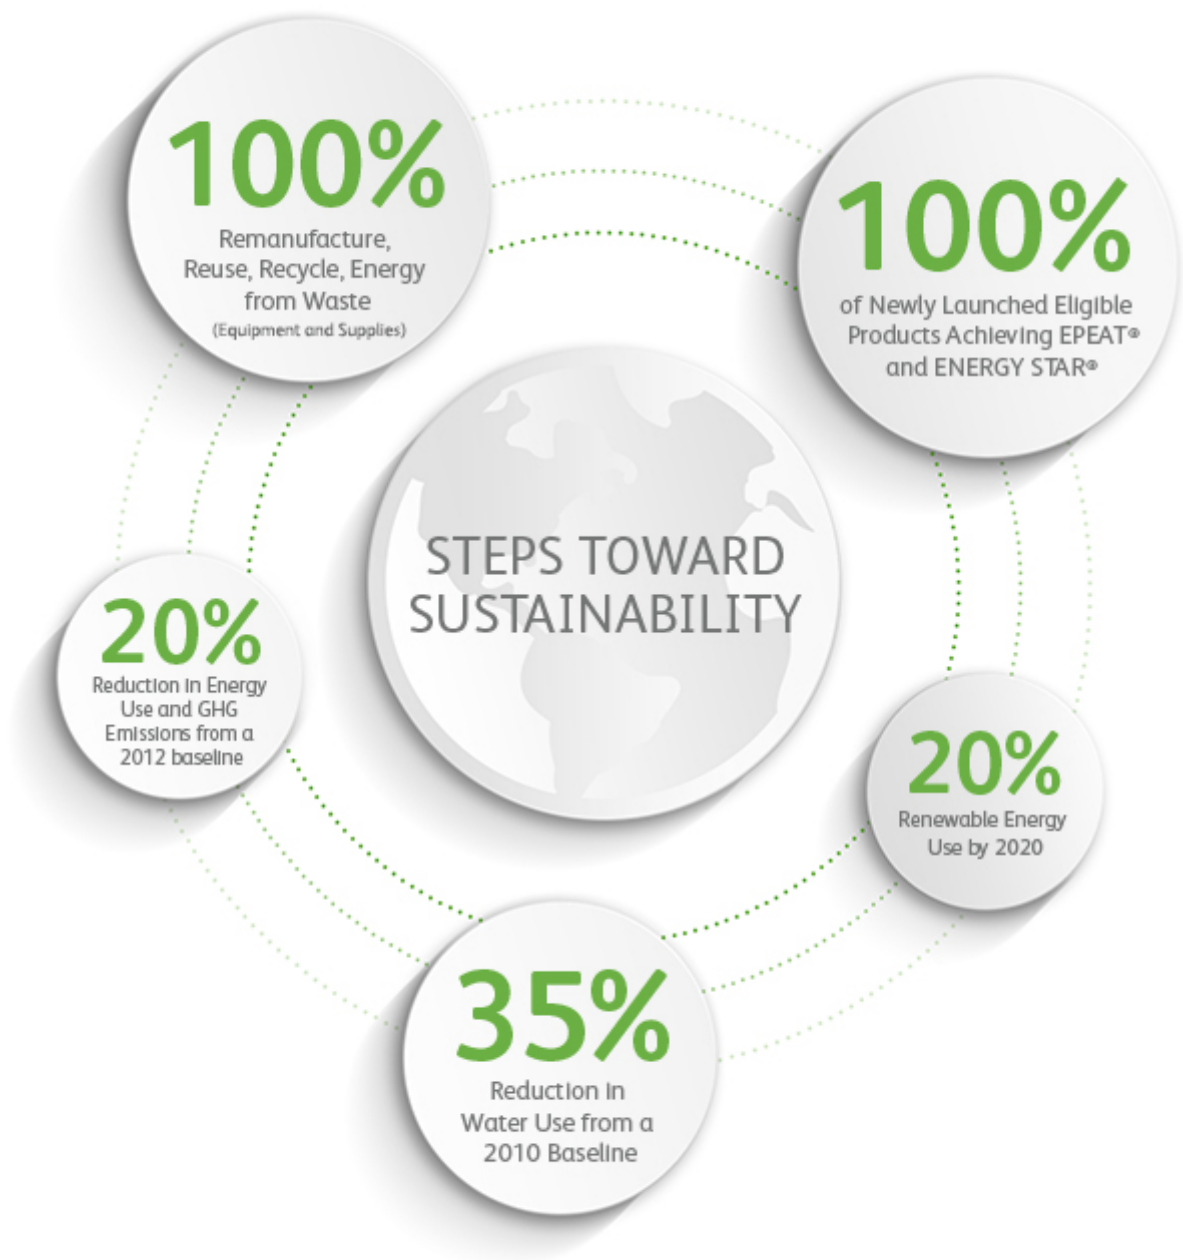 100%
Remanufacture,
Reuse, Recycle, Energy
from Waste
(Equipment and Supplies)
100%
of Newly Launched Eligible
Products Achieving EPEAT®
and ENERGY STAR®
STEPS TOWARD
SUSTAINABILITY
20%
Reduction in Energy
Use and GHG
Emissions from a
2012 baseline
20%
Renewable Energy
Use by 2020
35%
Reduction in
Water Use from a
2010 Baseline